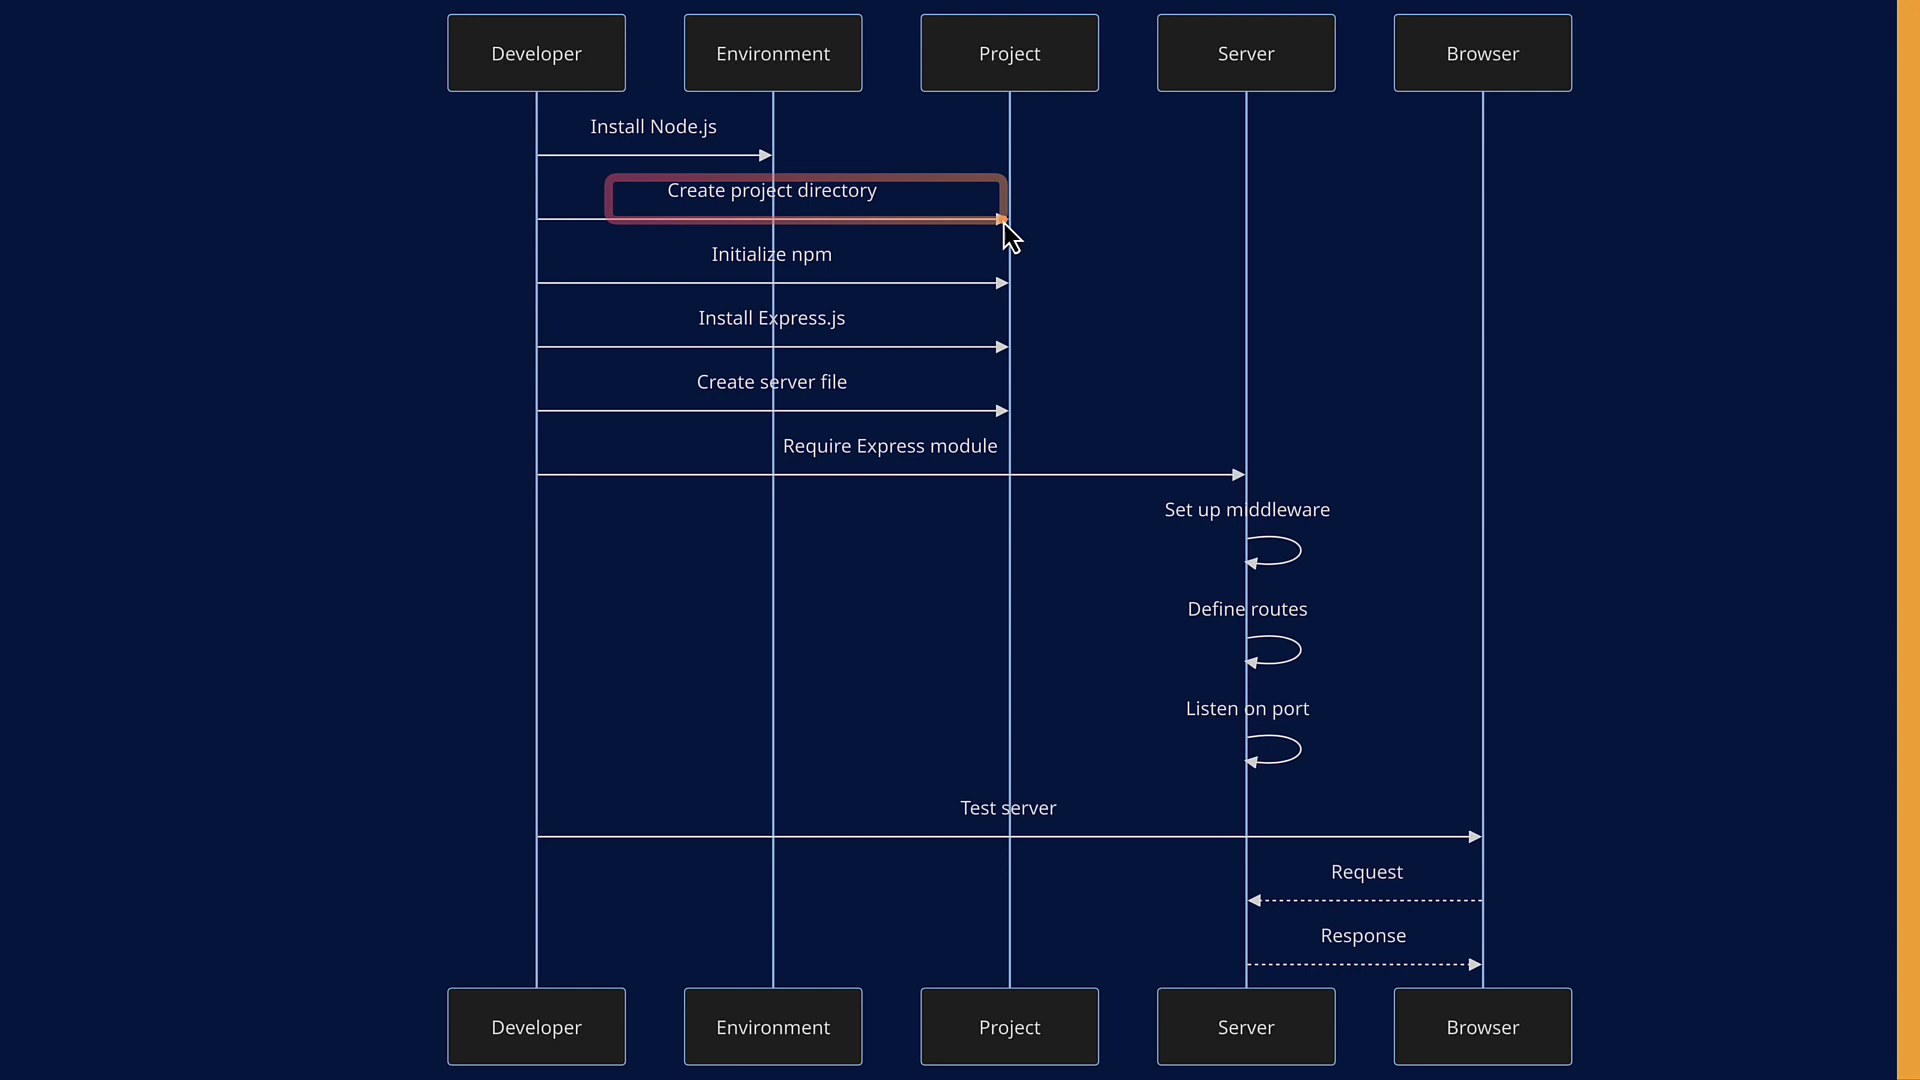 Developer
Environment
Project
Server
Browser
Install Node.js
Create project directory
Initialize npm
Install Express.js
Create server file
Require Express module
Set up middleware
Define routes
Listen on port
Test server
Request
Response
Developer
Environment
Project
Server
Browser